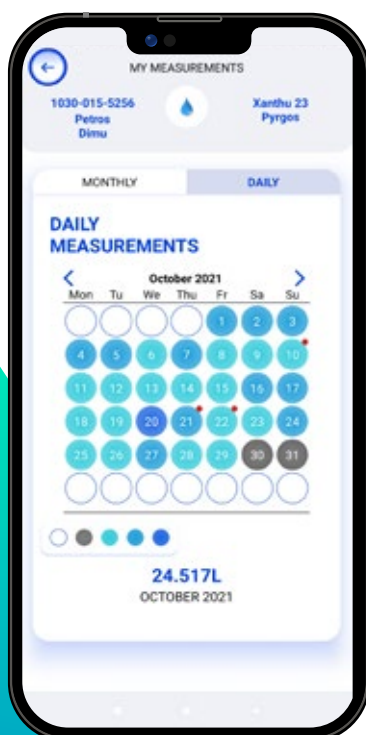 MY MEASUREMENTS
1030-015-5256
Petros
Dimu
Xanthu 23
Pyrgos
MONTHLY
DAILY
DAILY
MEASUREMENTS
October 2021
Mon Tu We Thu Fr Sa Su
1 2 3
4 5 6 7 8 9 10
11 12 13 14 15 16 17
18 19 20 21 22 23 24
25 26 27 28 29 30 31
24.517L
OCTOBER 2021